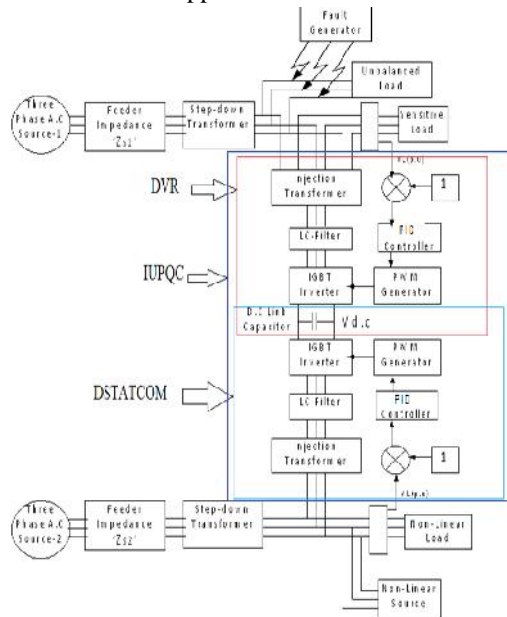 Fault
Generator
Unbalanced
Load
Three
Phase A.C
Source-1
Feeder
Impedance
'Zs1'
Step-down
Transformer
Sensitive
Load
DVR
njection
Transformer
1
LC-Filter
PID
Controller
IUPQC
IGBT
Inverter
PWM
Generator
D.C Link
Capacitor
Vd.c
IGBT
Inverter
PWM
Generator
DSTATCOM
LC-Filter
PID
Controller
njection
Transformer
1
Three
Phase A.C
Source-2
Feeder
Impedance
'Zs2'
Step-down
Transformer
Non-Linear
Load
Non-Linear
Source